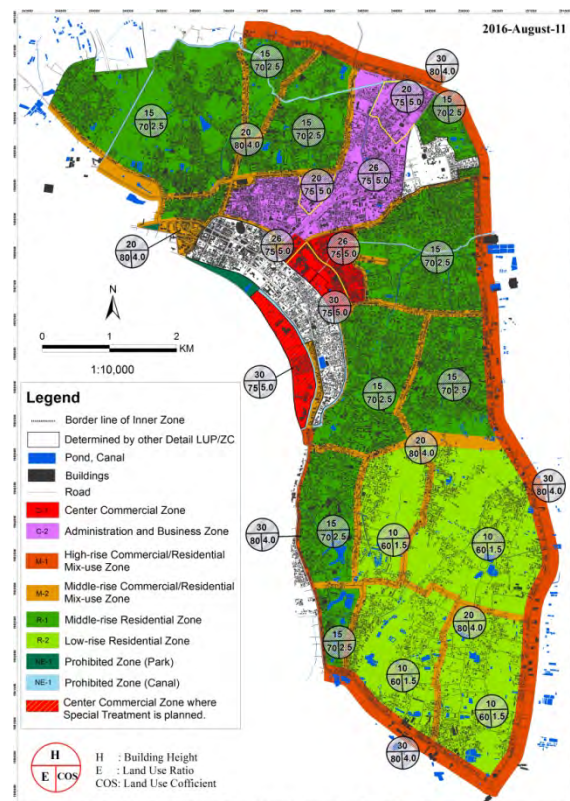 2016-August-11
30
80 4.0
15
70 2.5
20
75 5.0
15
70 2.5
15
70 2.5
20
80 4.0
15
70 2.5
26
75 5.0
20
75 5.0
20
80 4.0
26
75 5.0
26
75 5.0
15
70 2.5
N
0 1 2
KM
1:10,000
30
75 5.0
30
75 5.0
15
70 2.5
15
70 2.5
20
80 4.0
30
80 4.0
30
80 4.0
15
70 2.5
10
60 1.5
10
60 1.5
20
80 4.0
15
70 2.5
10
60 1.5
10
60 1.5
30
80 4.0
Legend
Border line of Inner Zone
Determined by other Detail LUP/ZC
Pond, Canal
Buildings
Road
Center Commercial Zone
C-2 Administration and Business Zone
M-1 High-rise Commercial/Residential
Mix-use Zone
M-2 Middle-rise Commercial/Residential
Mix-use Zone
R-1 Middle-rise Residential Zone
R-2 Low-rise Residential Zone
NE-1 Prohibited Zone (Park)
NE-1 Prohibited Zone (Canal)
Center Commercial Zone where
Special Treatment is planned.
H
E COS
H : Building Height
E : Land Use Ratio
COS: Land Use Cofficient